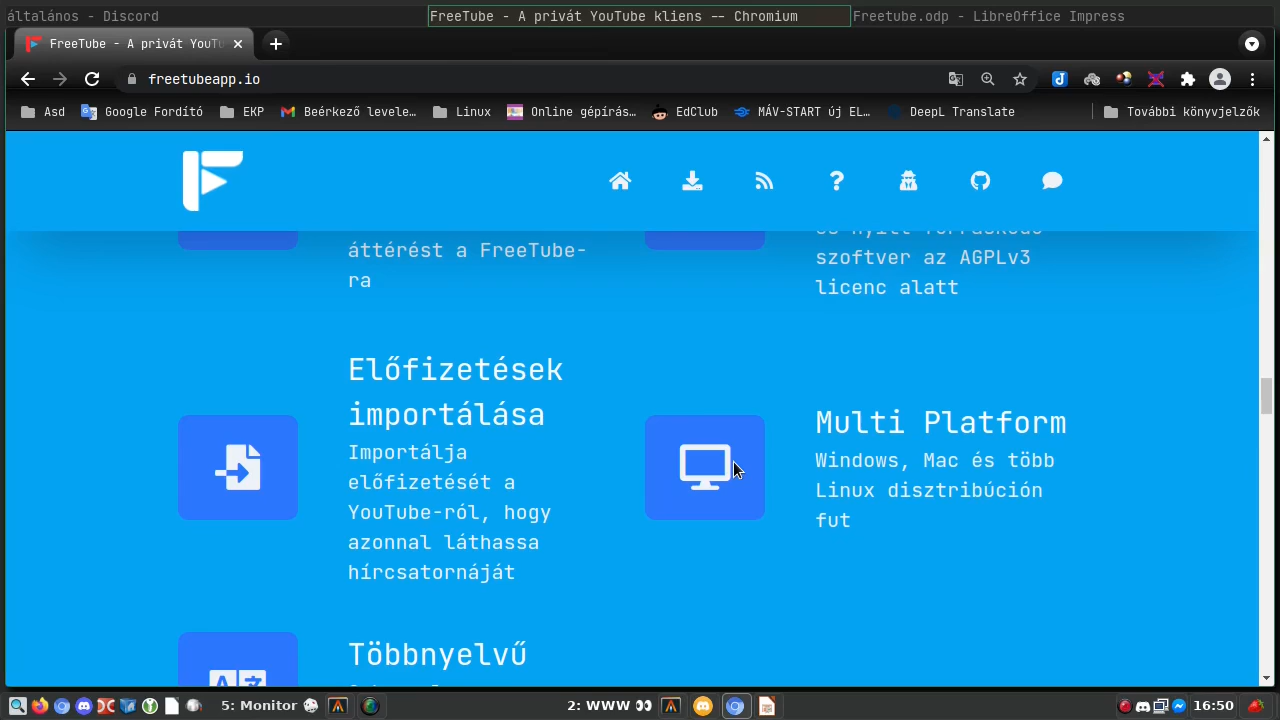 általános - Discord
FreeTube - A privát YouTube kliens -- Chromium
Freetube.odp - LibreOffice Impress
FreeTube - A privát YouTu
freetubeapp.io
Asd
Google Fordító
EKP
Beérkező levele…
Linux
Online gépírás…
EdClub
MÁV-START új EL…
DeepL Translate
További könyvjelzők
áttérést a FreeTube-
ra
szoftver az AGPLv3
licenc alatt
Előfizetések
importálása
Importálja
előfizetését a
YouTube-ról, hogy
azonnal láthassa
hírcsatornáját
Multi Platform
Windows, Mac és több
Linux disztribúción
fut
Többnyelvű
5: Monitor
2: WWW
16:50